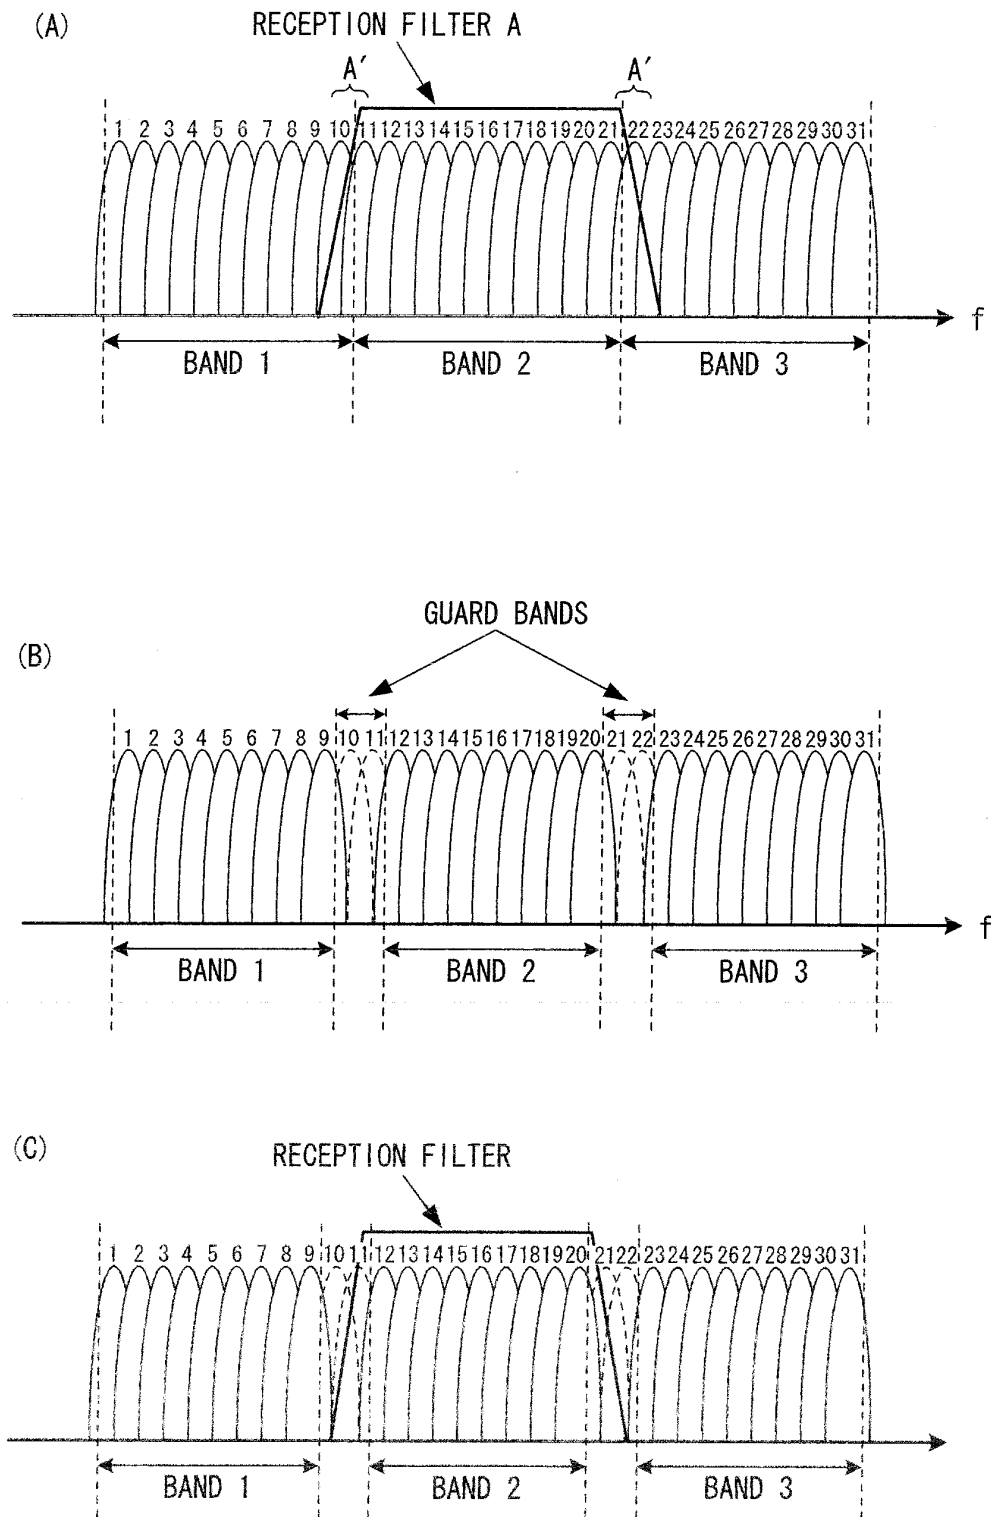 (A)
RECEPTION FILTER A
A′ A′
1 2 3 4 5 6 7 8 9 10 11 12 13 14 15 16 17 18 19 20 21 22 23 24 25 26 27 28 29 30 31
f
BAND 1 BAND 2 BAND 3
GUARD BANDS
(B)
1 2 3 4 5 6 7 8 9 10 11 12 13 14 15 16 17 18 19 20 21 22 23 24 25 26 27 28 29 30 31
f
BAND 1 BAND 2 BAND 3
(C)
RECEPTION FILTER
1 2 3 4 5 6 7 8 9 10 11 12 13 14 15 16 17 18 19 20 21 22 23 24 25 26 27 28 29 30 31
BAND 1 BAND 2 BAND 3